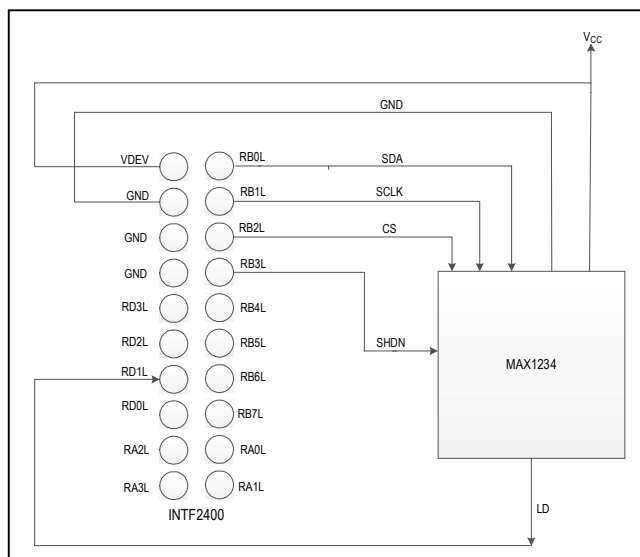 VCC
GND
VDEV
RB0L
SDA
GND
RB1L
SCLK
GND
RB2L
CS
GND
RB3L
RD3L
RB4L
RD2L
RB5L
SHDN
RD1L
RB6L
MAX1234
RD0L
RB7L
RA2L
RA0L
RA3L
RA1L
INTF2400
LD